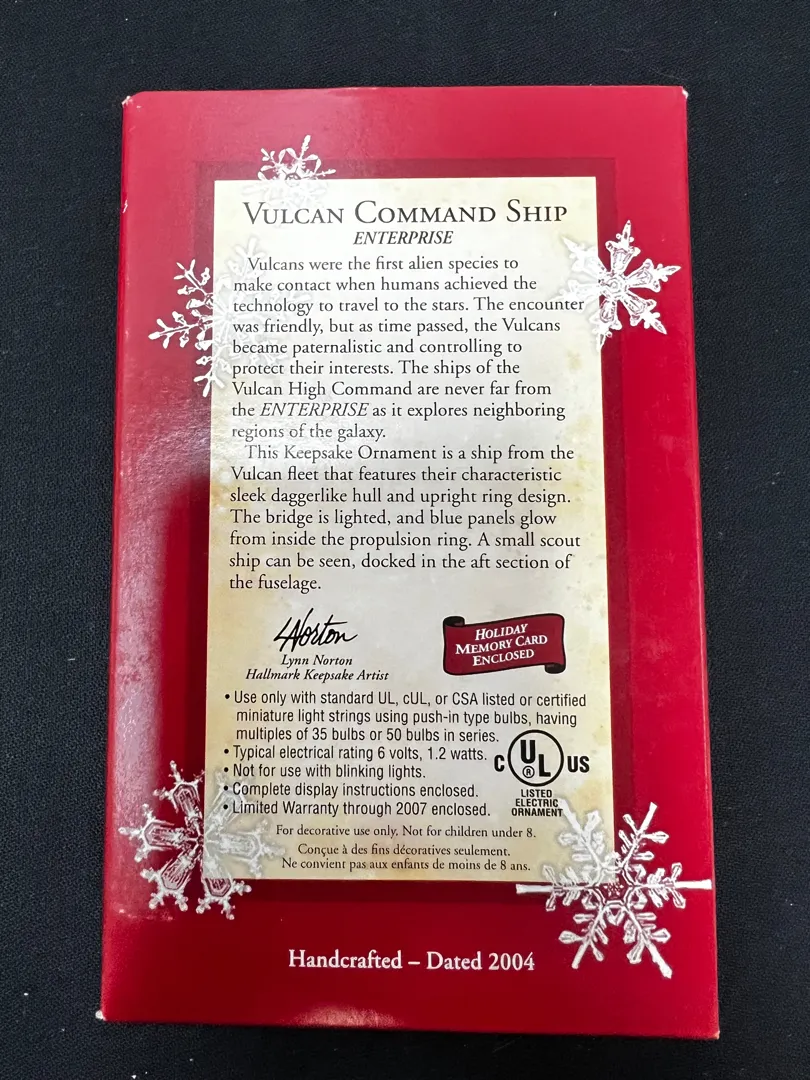 VULCAN COMMAND SHIP
ENTERPRISE
Vulcans were the first alien species to
make contact when humans achieved the
technology to travel to the stars. The encounter
was friendly, but as time passed, the Vulcans
became paternalistic and controlling to
protect their interests. The ships of the
Vulcan High Command are never far from
the ENTERPRISE as it explores neighboring
regions of the galaxy.
This Keepsake Ornament is a ship from the
Vulcan fleet that features their characteristic
sleek daggerlike hull and upright ring design.
The bridge is lighted, and blue panels glow
from inside the propulsion ring. A small scout
ship can be seen, docked in the aft section of
the fuselage.
LNorton
Lynn Norton
Hallmark Keepsake Artist
HOLIDAY
MEMORY CARD
ENCLOSED
• Use only with standard UL, cUL, or CSA listed or certified
miniature light strings using push-in type bulbs, having
multiples of 35 bulbs or 50 bulbs in series.
• Typical electrical rating 6 volts, 1.2 watts.
• Not for use with blinking lights.
• Complete display instructions enclosed.
• Limited Warranty through 2007 enclosed.
C UL® US
LISTED
ELECTRIC
ORNAMENT
For decorative use only. Not for children under 8.
Conçue à des fins décoratives seulement.
Ne convient pas aux enfants de moins de 8 ans.
Handcrafted – Dated 2004